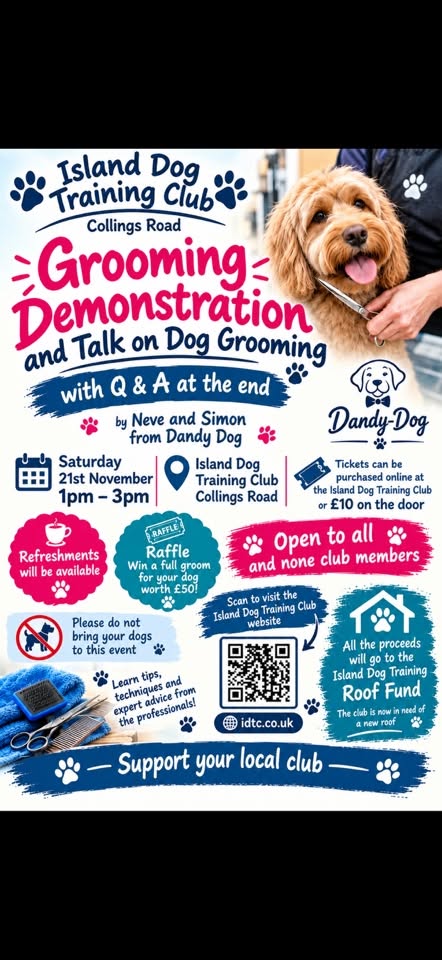 Island Dog
Training Club
Collings Road
Grooming
Demonstration
and Talk on Dog Grooming
with Q & A at the end
by Neve and Simon
from Dandy Dog
Dandy-Dog
Saturday
21st November
1pm – 3pm
Island Dog
Training Club
Collings Road
Tickets can be
purchased online at
the Island Dog Training Club
or £10 on the door
Refreshments
will be available
RAFFLE
Raffle
Win a full groom
for your dog
worth £50!
Open to all
and none club members
Please do not
bring your dogs
to this event
Scan to visit the
Island Dog Training Club
website
idtc.co.uk
All the proceeds
will go to the
Island Dog Training
Roof Fund
The club is now in need of
a new roof
Learn tips,
techniques and
expert advice from
the professionals!
Support your local club